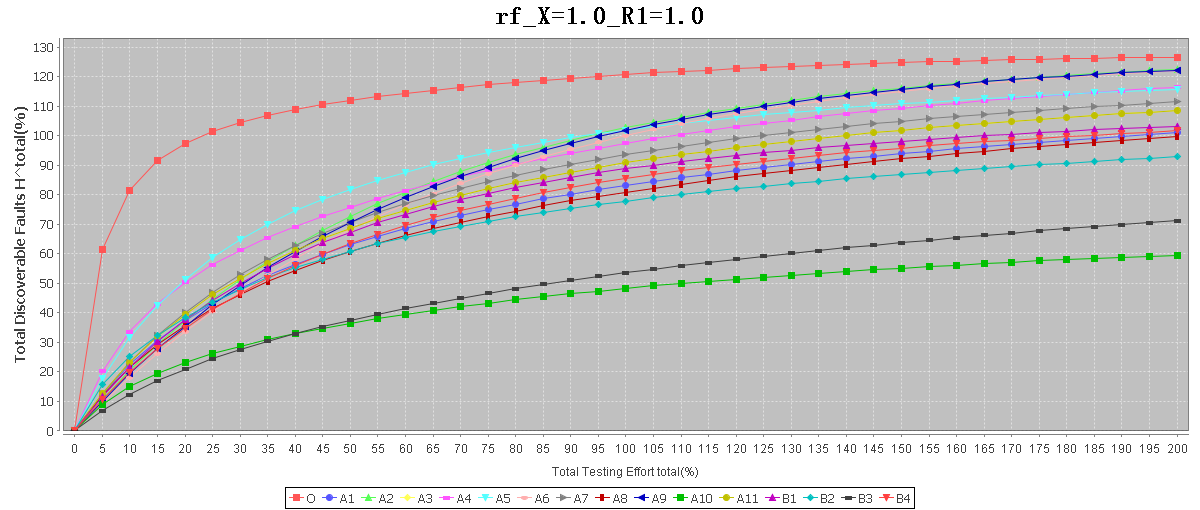 rf_X=1.0_R1=1.0
Total Discoverable Faults H^total(%)
130
120
110
100
90
80
70
60
50
40
30
20
10
0
0 5 10 15 20 25 30 35 40 45 50 55 60 65 70 75 80 85 90 95 100 105 110 115 120 125 130 135 140 145 150 155 160 165 170 175 180 185 190 195 200
Total Testing Effort total(%)
O A1 A2 A3 A4 A5 A6 A7 A8 A9 A10 A11 B1 B2 B3 B4